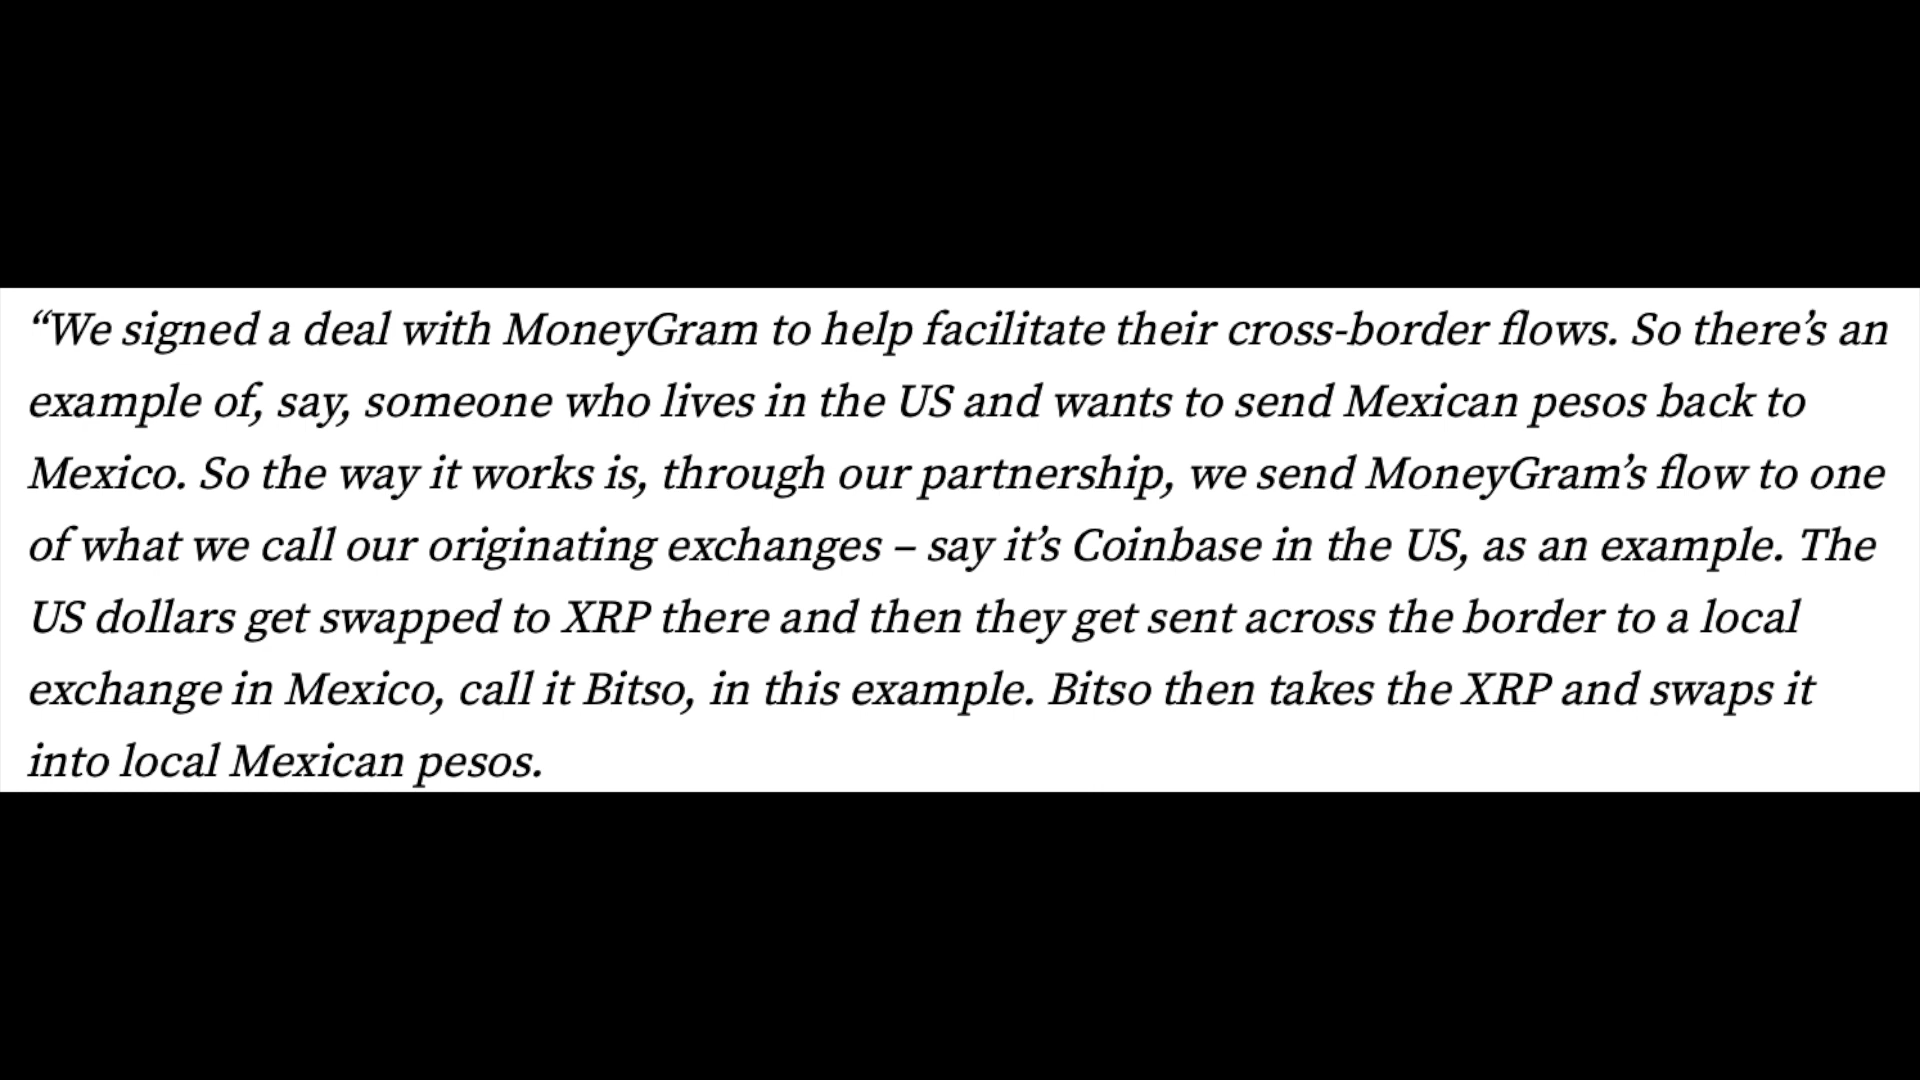 “We signed a deal with MoneyGram to help facilitate their cross-border flows. So there’s an
example of, say, someone who lives in the US and wants to send Mexican pesos back to
Mexico. So the way it works is, through our partnership, we send MoneyGram’s flow to one
of what we call our originating exchanges – say it’s Coinbase in the US, as an example. The
US dollars get swapped to XRP there and then they get sent across the border to a local
exchange in Mexico, call it Bitso, in this example. Bitso then takes the XRP and swaps it
into local Mexican pesos.